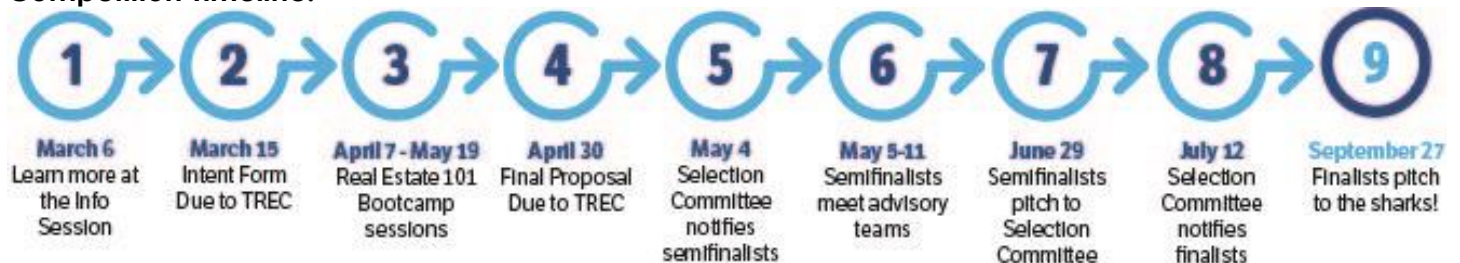 Competition Timeline:
1
2
3
4
5
6
7
8
9
March 6
Learn more at
the Info
Session
March 15
Intent Form
Due to TREC
April 7 - May 19
Real Estate 101
Bootcamp
sessions
April 30
Final Proposal
Due to TREC
May 4
Selection
Committee
notifies
semifinalists
May 5-11
Semifinalists
meet advisory
teams
June 29
Semifinalists
pitch to
Selection
Committee
July 12
Selection
Committee
notifies
finalists
September 27
Finalists pitch
to the sharks!